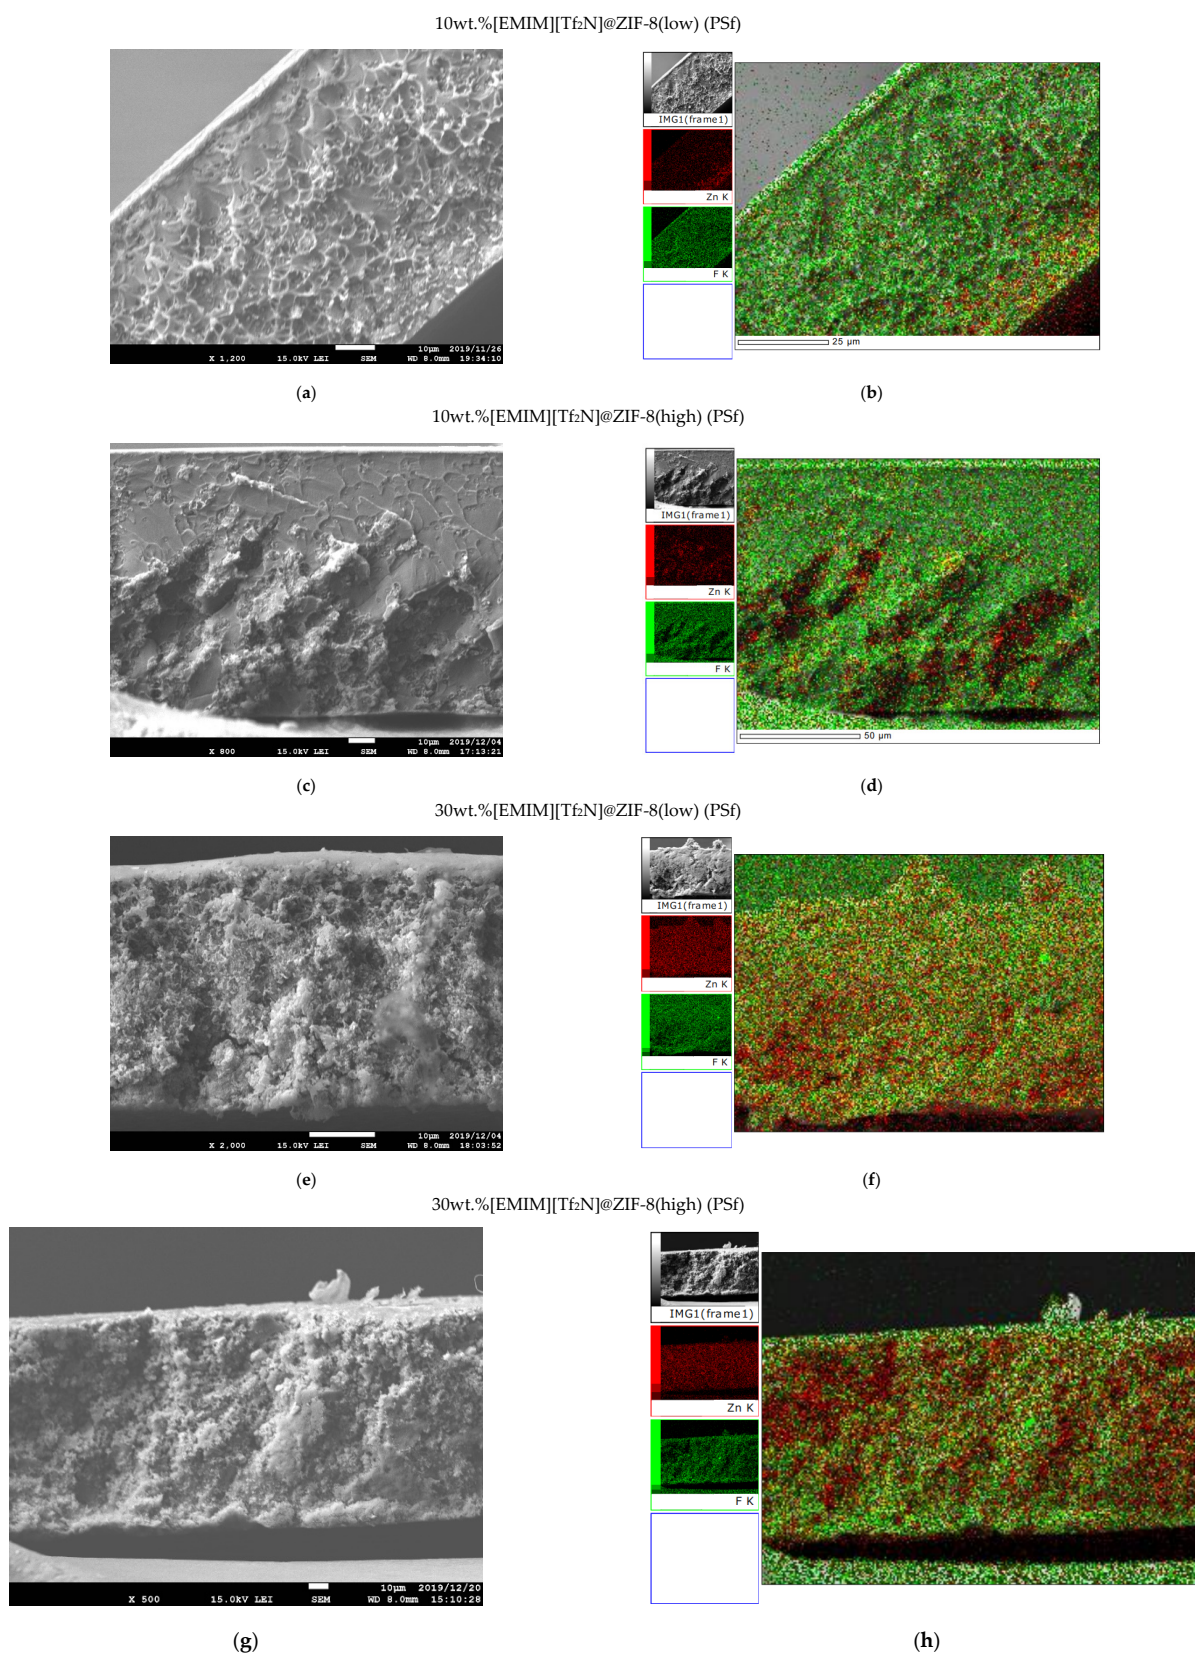 10wt.%[EMIM][Tf₂N]@ZIF-8(low) (PSf)
IMG1(frame1)
Zn K
F K
10µm 2019/11/26
X 1,200 15.0kV LEI SEM WD 8.0mm 19:34:10
25 µm
(a) (b)
10wt.%[EMIM][Tf₂N]@ZIF-8(high) (PSf)
IMG1(frame1)
Zn K
F K
10µm 2019/12/04
X 800 15.0kV LEI SEM WD 8.0mm 17:13:21
50 µm
(c) (d)
30wt.%[EMIM][Tf₂N]@ZIF-8(low) (PSf)
IMG1(frame1)
Zn K
F K
10µm 2019/12/04
X 2,000 15.0kV LEI SEM WD 8.0mm 18:03:52
(e) (f)
30wt.%[EMIM][Tf₂N]@ZIF-8(high) (PSf)
IMG1(frame1)
Zn K
F K
10µm 2019/12/20
X 500 15.0kV LEI SEM WD 8.0mm 15:10:28
(g) (h)